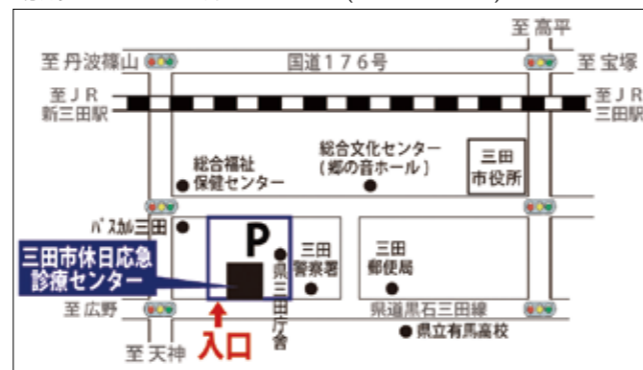 至 高平
至 丹波篠山
国道176号
至 宝塚
至JR
新三田駅
至JR
三田駅
総合福祉
保健センター
総合文化センター
(郷の音ホール)
三田
市役所
パスカル三田
P
県三田庁舎
三田
警察署
三田
郵便局
三田市休日応急
診療センター
至 広野
県道黒石三田線
入口
県立有馬高校
至 天神